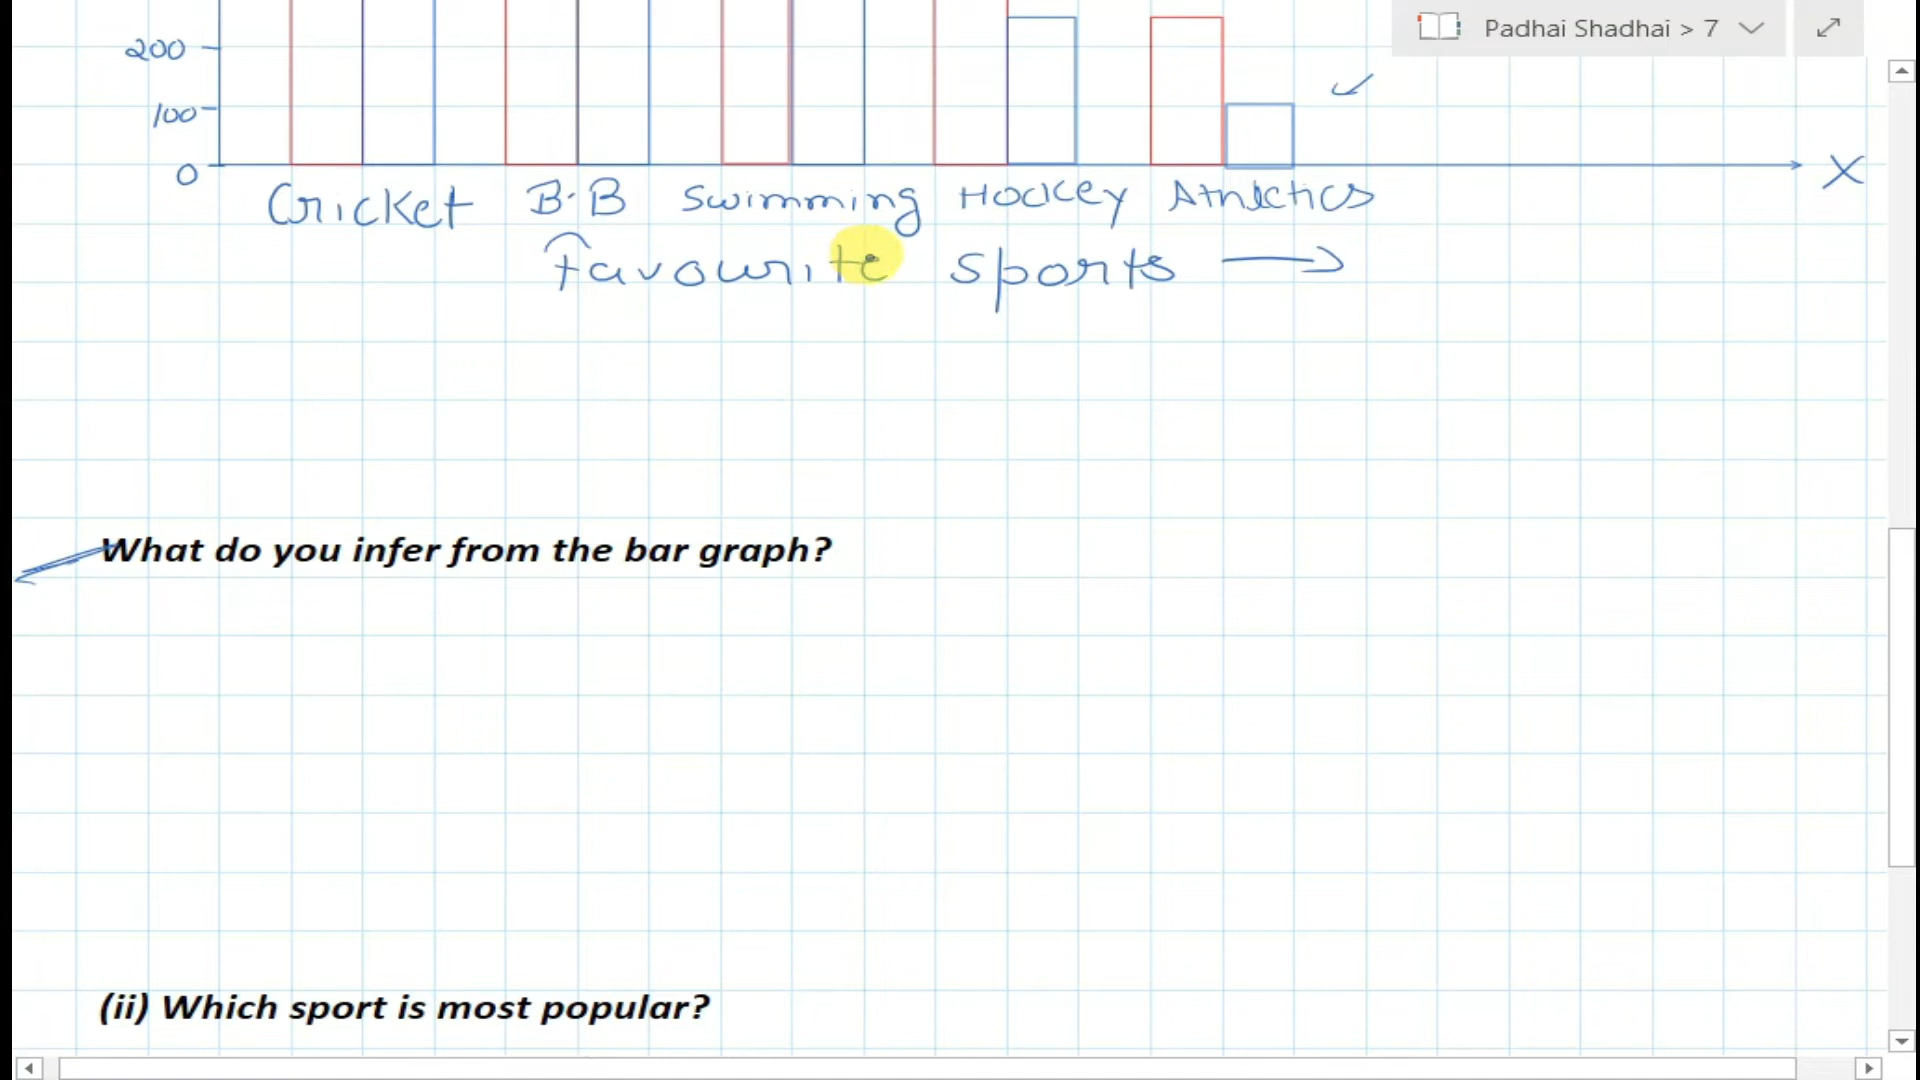 Padhai Shadhai > 7
200
100
0
X
Cricket B.B Swimming Hockey Athletics
Favourite sports
What do you infer from the bar graph?
(ii) Which sport is most popular?